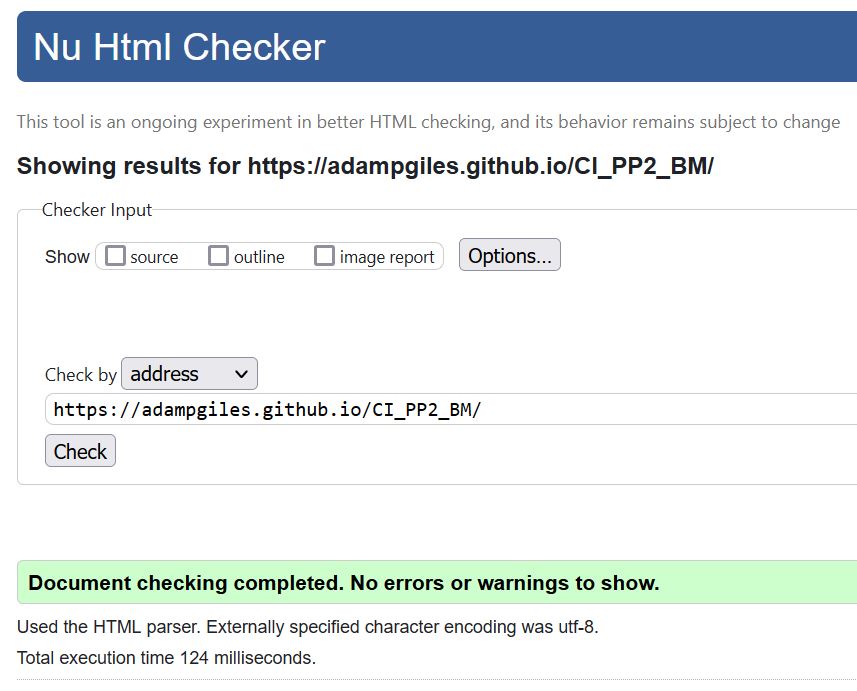 Nu Html Checker
This tool is an ongoing experiment in better HTML checking, and its behavior remains subject to change
Showing results for https://adampgiles.github.io/CI_PP2_BM/
Checker Input
Show source outline image report Options...
Check by address
https://adampgiles.github.io/CI_PP2_BM/
Check
Document checking completed. No errors or warnings to show.
Used the HTML parser. Externally specified character encoding was utf-8.
Total execution time 124 milliseconds.